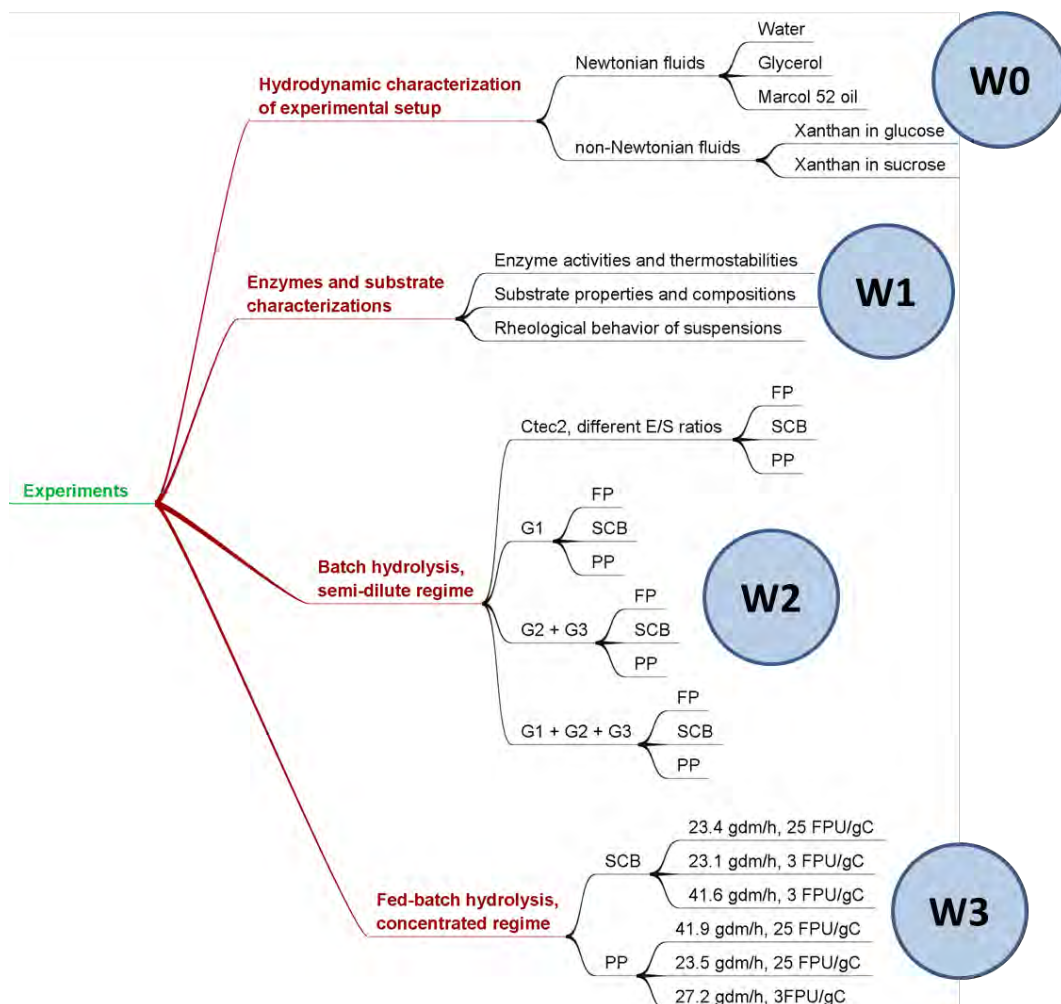 Water
Newtonian fluids
Glycerol
W0
Hydrodynamic characterization
of experimental setup
Marcol 52 oil
Xanthan in glucose
non-Newtonian fluids
Xanthan in sucrose
Enzymes and substrate
characterizations
Enzyme activities and thermostabilities
Substrate properties and compositions
Rheological behavior of suspensions
W1
Experiments
Batch hydrolysis,
semi-dilute regime
Ctec2, different E/S ratios
FP
SCB
PP
G1
FP
SCB
PP
G2 + G3
FP
SCB
PP
G1 + G2 + G3
FP
SCB
PP
W2
Fed-batch hydrolysis,
concentrated regime
SCB
23.4 gdm/h, 25 FPU/gC
23.1 gdm/h, 3 FPU/gC
41.6 gdm/h, 3 FPU/gC
PP
41.9 gdm/h, 25 FPU/gC
23.5 gdm/h, 25 FPU/gC
27.2 gdm/h, 3FPU/gC
W3